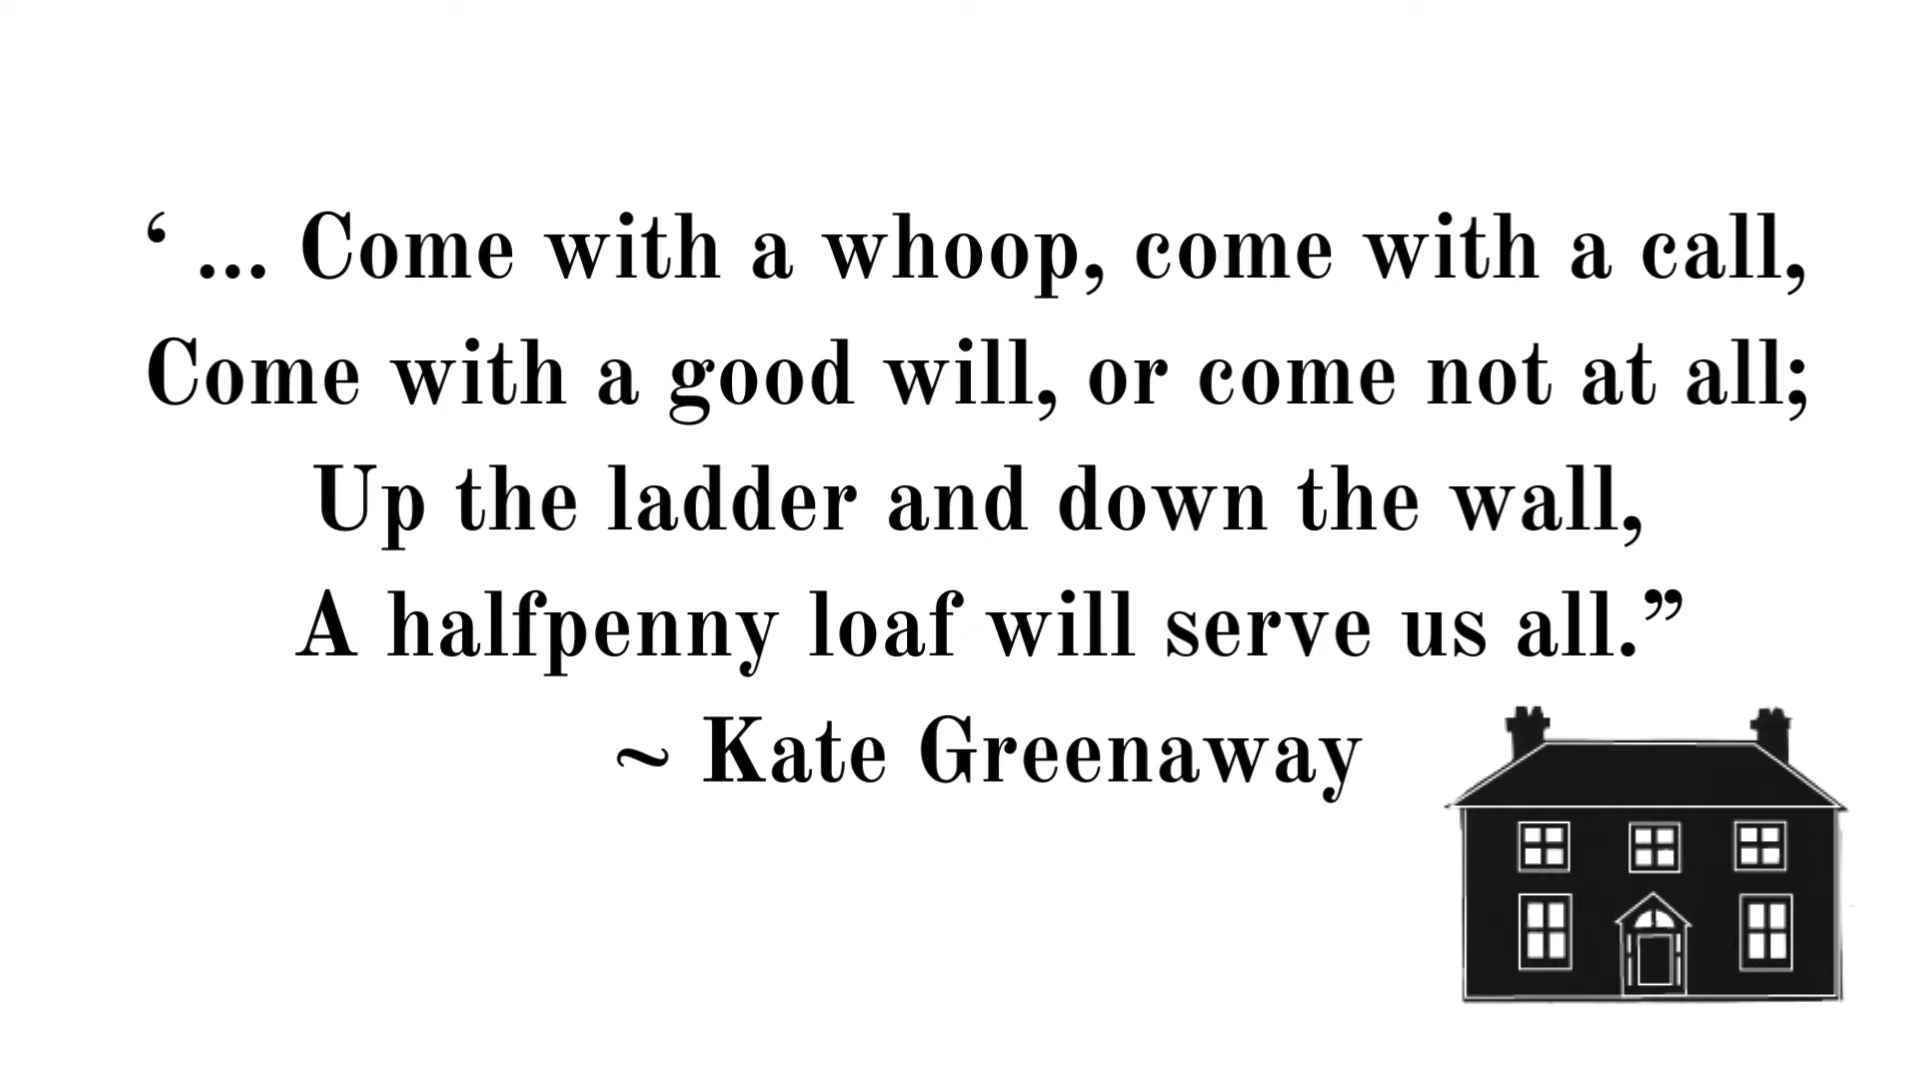 ‘ ... Come with a whoop, come with a call,
Come with a good will, or come not at all;
Up the ladder and down the wall,
A halfpenny loaf will serve us all.”
~ Kate Greenaway